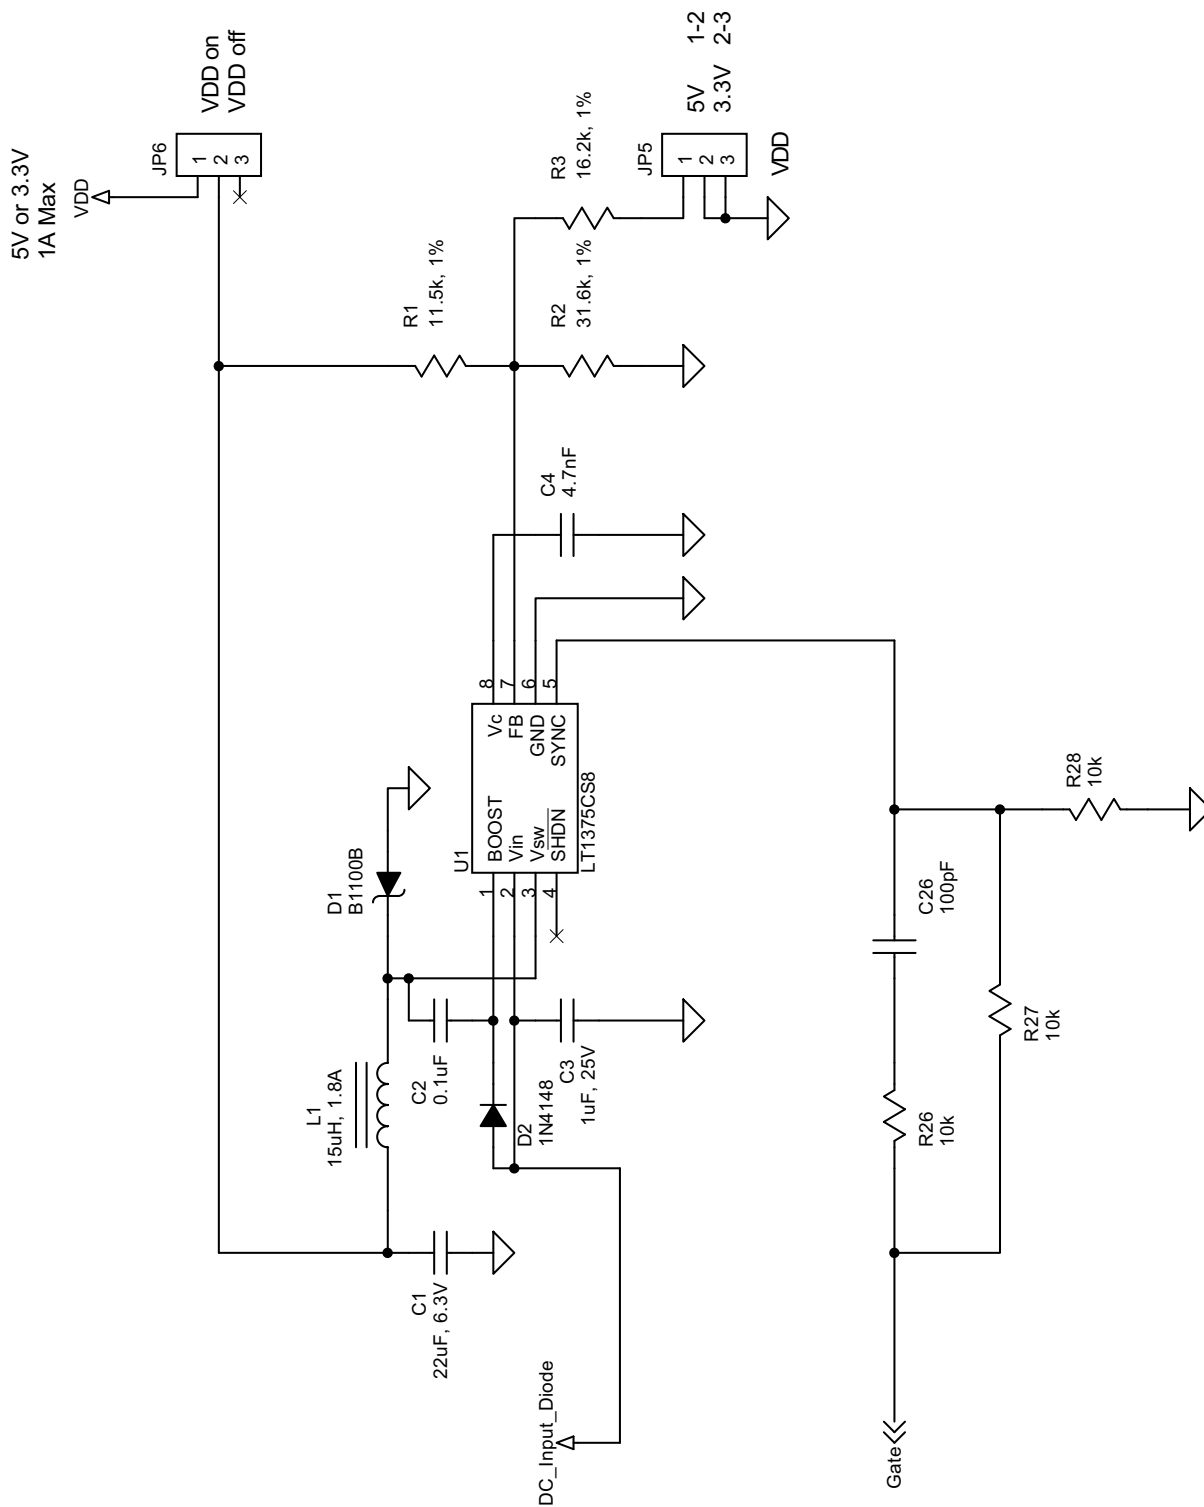 5V or 3.3V
1A Max
VDD
JP6
1
2
3
VDD on
VDD off
L1
15uH, 1.8A
D1
B1100B
R1
11.5k, 1%
C1
22uF, 6.3V
C2
0.1uF
U1
BOOST
Vin
Vsw
SHDN
Vc
FB
GND
SYNC
LT1375CS8
1
2
3
4
8
7
6
5
D2
1N4148
C3
1uF, 25V
C4
4.7nF
R2
31.6k, 1%
R3
16.2k, 1%
JP5
1
2
3
5V 1-2
3.3V 2-3
VDD
DC_Input_Diode
Gate
R26
10k
C26
100pF
R27
10k
R28
10k